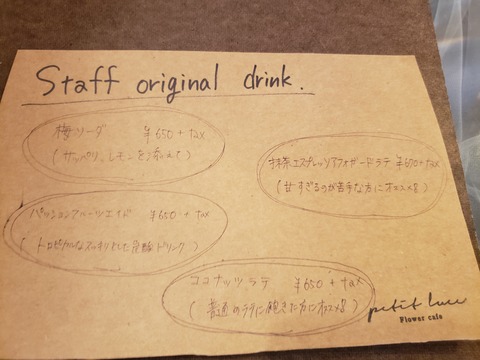 Staff original drink.
梅ソーダ ¥650 + tax
(サッパリ。レモンを添えて)
抹茶エスプレッソアフォガードラテ ¥600+tax
(甘すぎるのが苦手な方にオススメ!!)
パッションフルーツエイド ¥650 + tax
(トロピカルなスッキリとした炭酸ドリンク)
ココナッツラテ ¥650 + tax
(普通のラテに飽きた方にオススメ!!)
petit luxe
Flower cafe